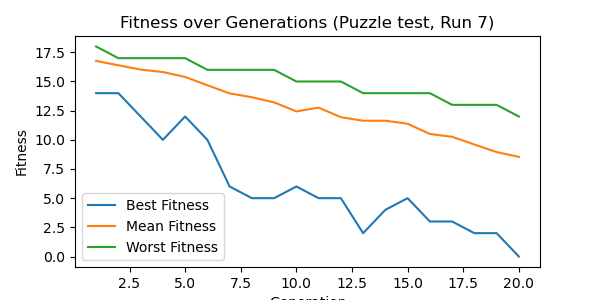 Fitness over Generations (Puzzle test, Run 7)
Fitness
17.5
15.0
12.5
10.0
7.5
5.0
2.5
0.0
Best Fitness
Mean Fitness
Worst Fitness
2.5 5.0 7.5 10.0 12.5 15.0 17.5 20.0
Generation